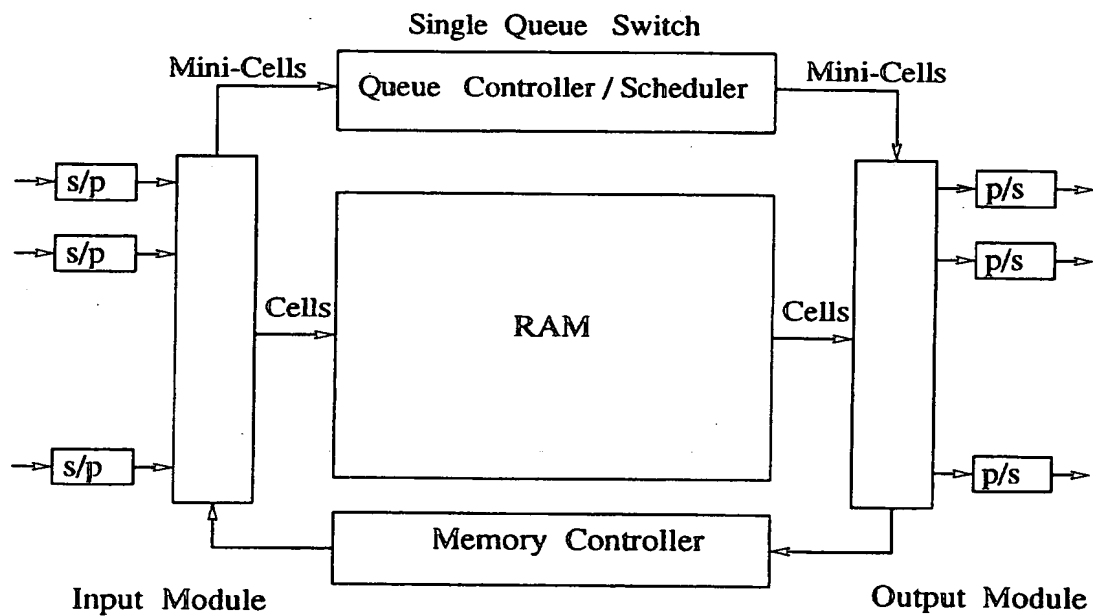 Single Queue Switch
Mini-Cells
Queue Controller / Scheduler
Mini-Cells
s/p
p/s
s/p
p/s
Cells
RAM
Cells
s/p
p/s
Memory Controller
Input Module
Output Module